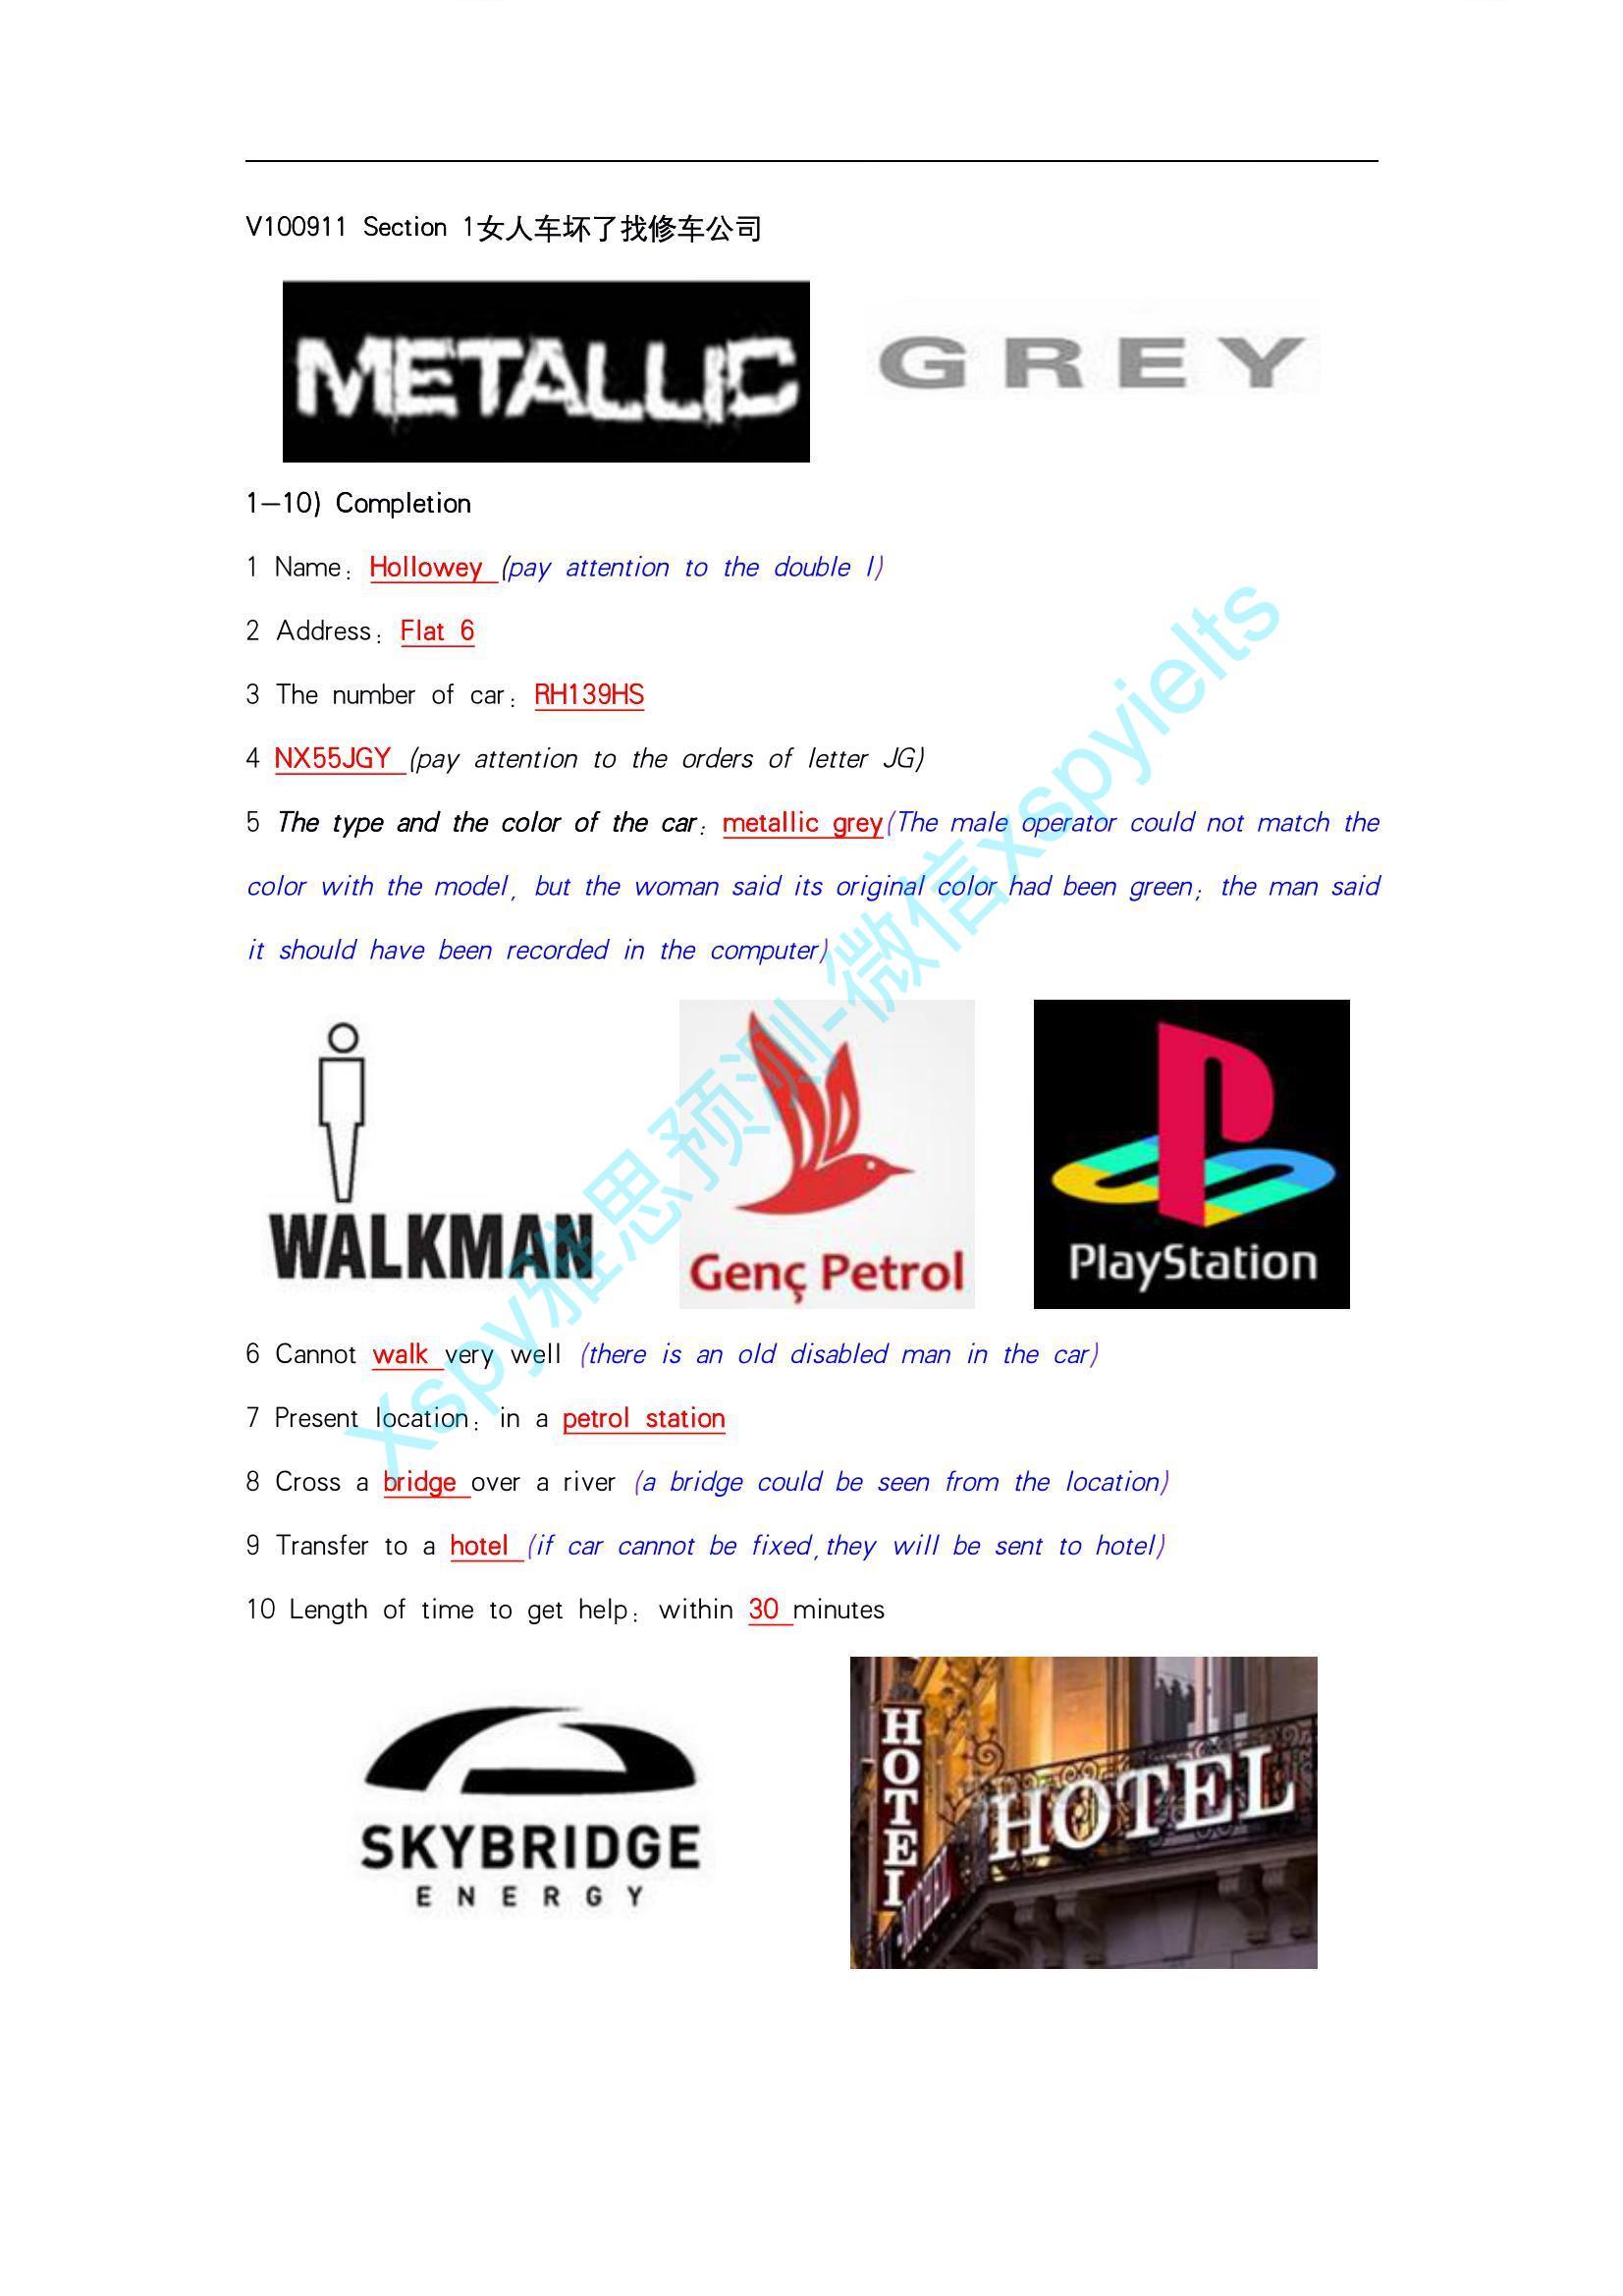 V100911 Section 1女人车坏了找修车公司
METALLIC
GREY
1—10) Completion
1 Name: Hollowey (pay attention to the double l)
2 Address: Flat 6
3 The number of car: RH139HS
4 NX55JGY (pay attention to the orders of letter JG)
5 The type and the color of the car: metallic grey(The male operator could not match the
color with the model, but the woman said its original color had been green; the man said
it should have been recorded in the computer)
WALKMAN
Genç Petrol
PlayStation
6 Cannot walk very well (there is an old disabled man in the car)
7 Present location: in a petrol station
8 Cross a bridge over a river (a bridge could be seen from the location)
9 Transfer to a hotel (if car cannot be fixed,they will be sent to hotel)
10 Length of time to get help: within 30 minutes
SKYBRIDGE
ENERGY
HOTEL
HOTEL
HOTEL
Xspy雅思预测-微信xspyielts